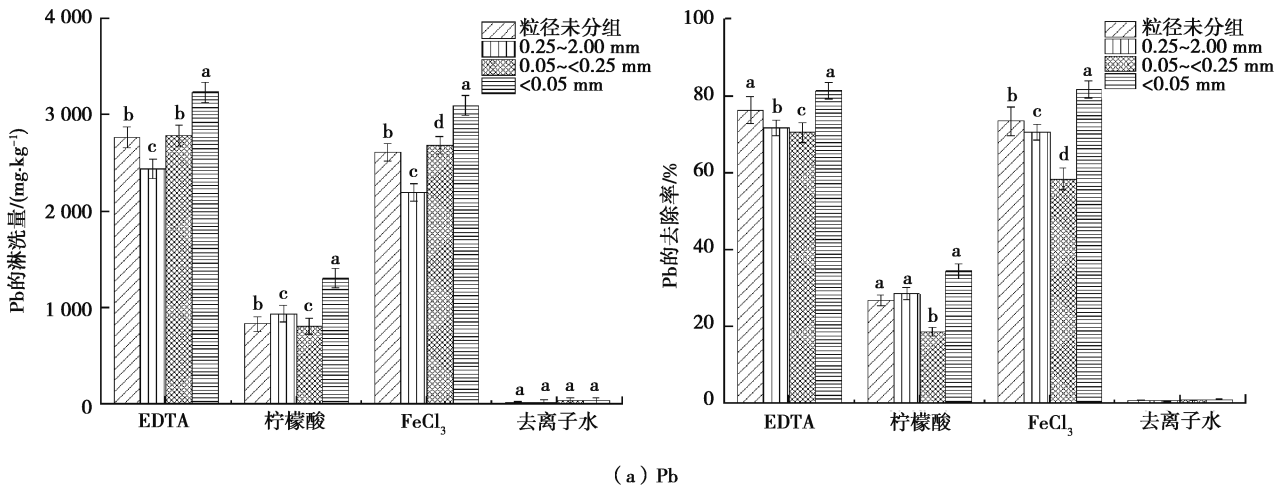 4 000
3 000
2 000
1 000
0
Pb的淋洗量/(mg·kg⁻¹)
粒径未分组
0.25~2.00 mm
0.05~<0.25 mm
<0.05 mm
b
c
b
a
b
c
c
a
b
c
d
a
a
a
a
a
EDTA
柠檬酸
FeCl₃
去离子水
100
80
60
40
20
0
Pb的去除率/%
粒径未分组
0.25~2.00 mm
0.05~<0.25 mm
<0.05 mm
a
b
c
a
a
a
b
a
b
c
d
a
EDTA
柠檬酸
FeCl₃
去离子水
(a) Pb